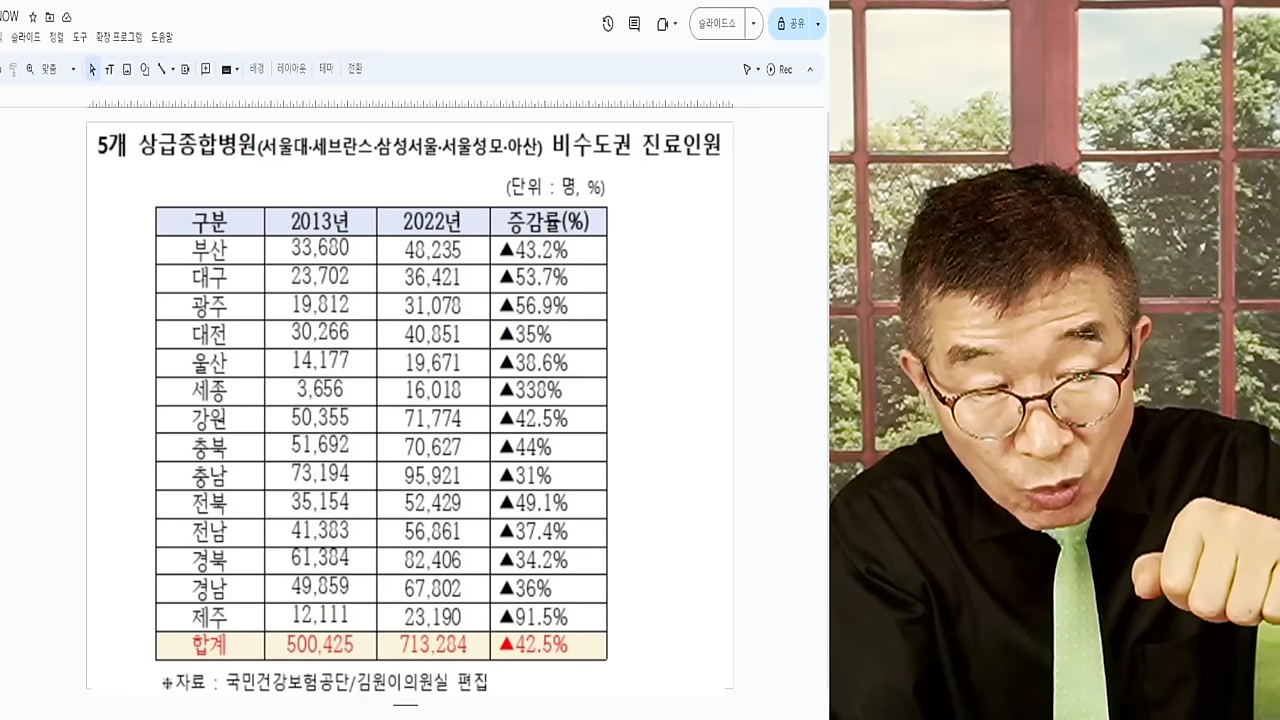 NOW
슬라이드쇼
공유
슬라이드 정렬 도구 확장 프로그램 도움말
맞춤 배경 레이아웃 테마 전환 Rec
5개 상급종합병원(서울대·세브란스·삼성서울·서울성모·아산) 비수도권 진료인원
(단위 : 명, %)
구분 2013년 2022년 증감률(%)
부산 33,680 48,235 ▲43.2%
대구 23,702 36,421 ▲53.7%
광주 19,812 31,078 ▲56.9%
대전 30,266 40,851 ▲35%
울산 14,177 19,671 ▲38.6%
세종 3,656 16,018 ▲338%
강원 50,355 71,774 ▲42.5%
충북 51,692 70,627 ▲44%
충남 73,194 95,921 ▲31%
전북 35,154 52,429 ▲49.1%
전남 41,383 56,861 ▲37.4%
경북 61,384 82,406 ▲34.2%
경남 49,859 67,802 ▲36%
제주 12,111 23,190 ▲91.5%
합계 500,425 713,284 ▲42.5%
※자료 : 국민건강보험공단/김원이의원실 편집